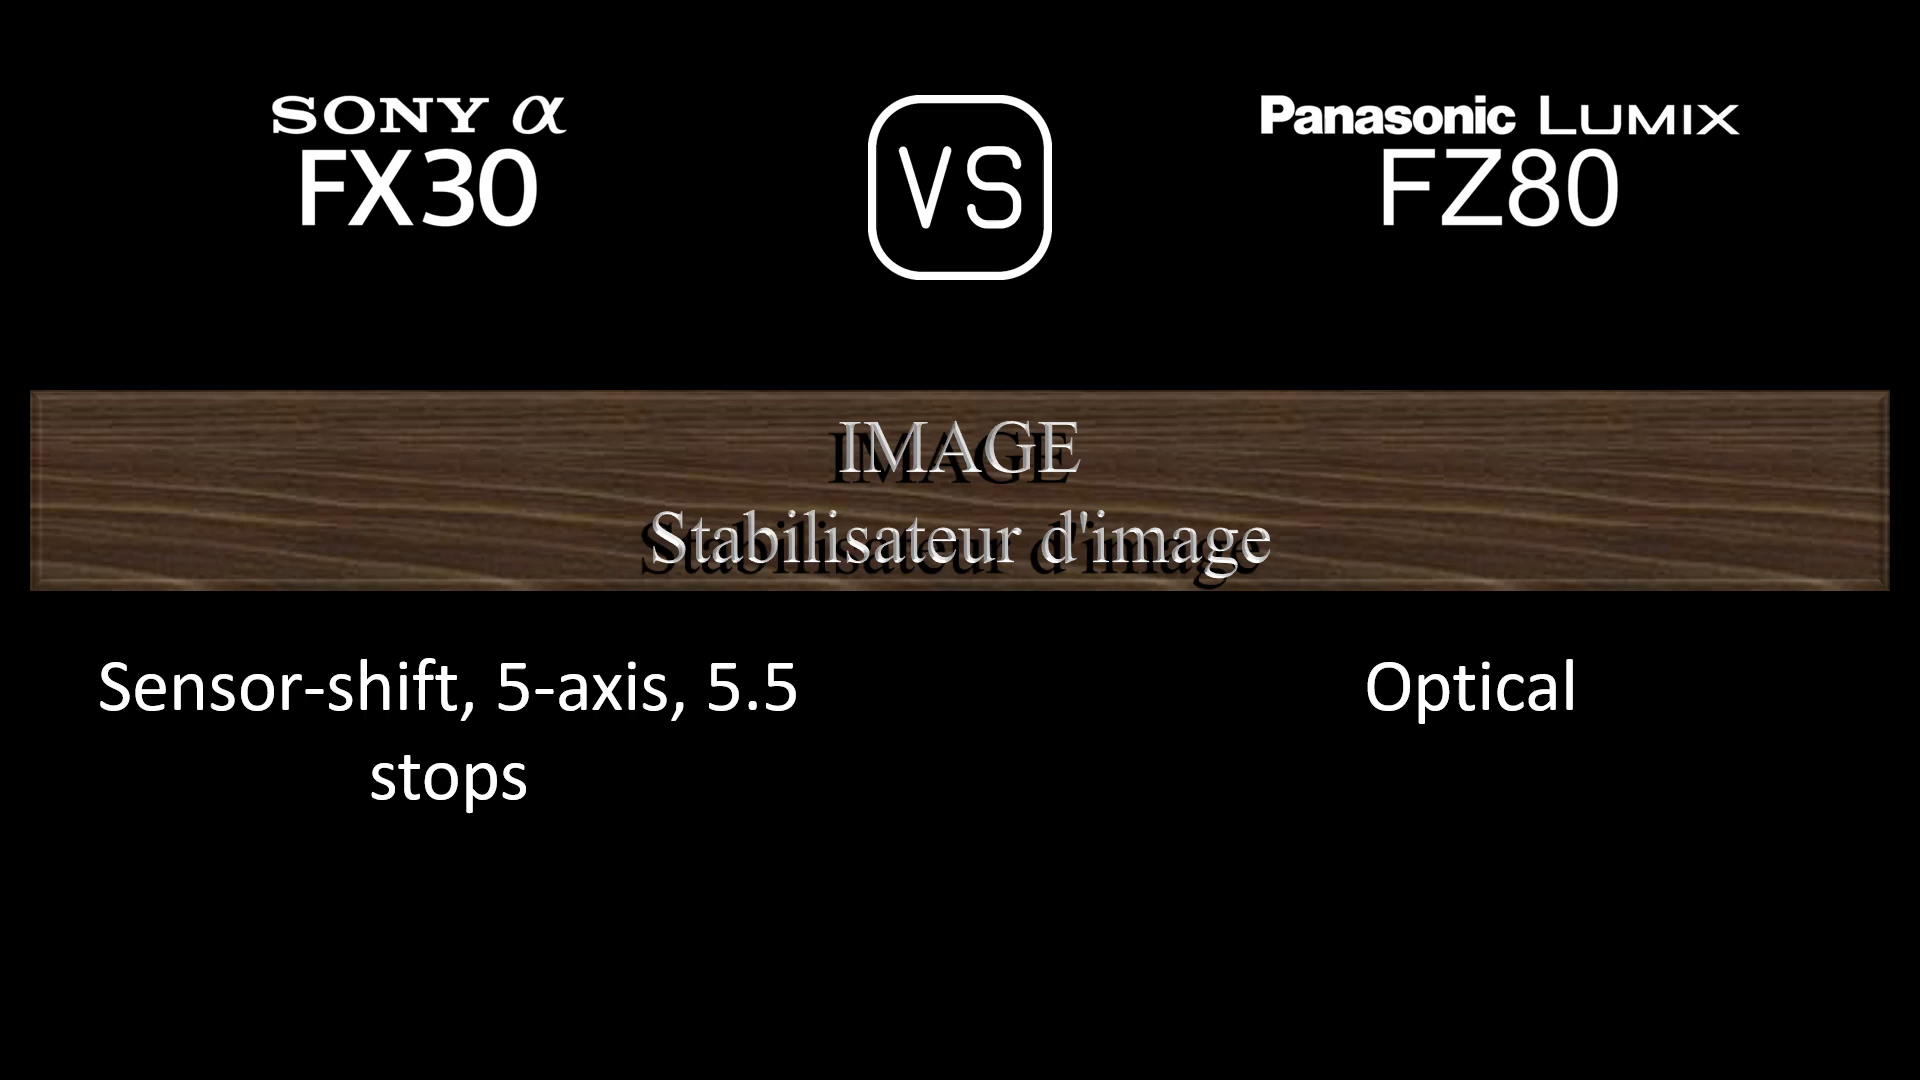 SONY α
FX30
VS
Panasonic LUMIX
FZ80
IMAGE
Stabilisateur d'image
Sensor-shift, 5-axis, 5.5
stops
Optical